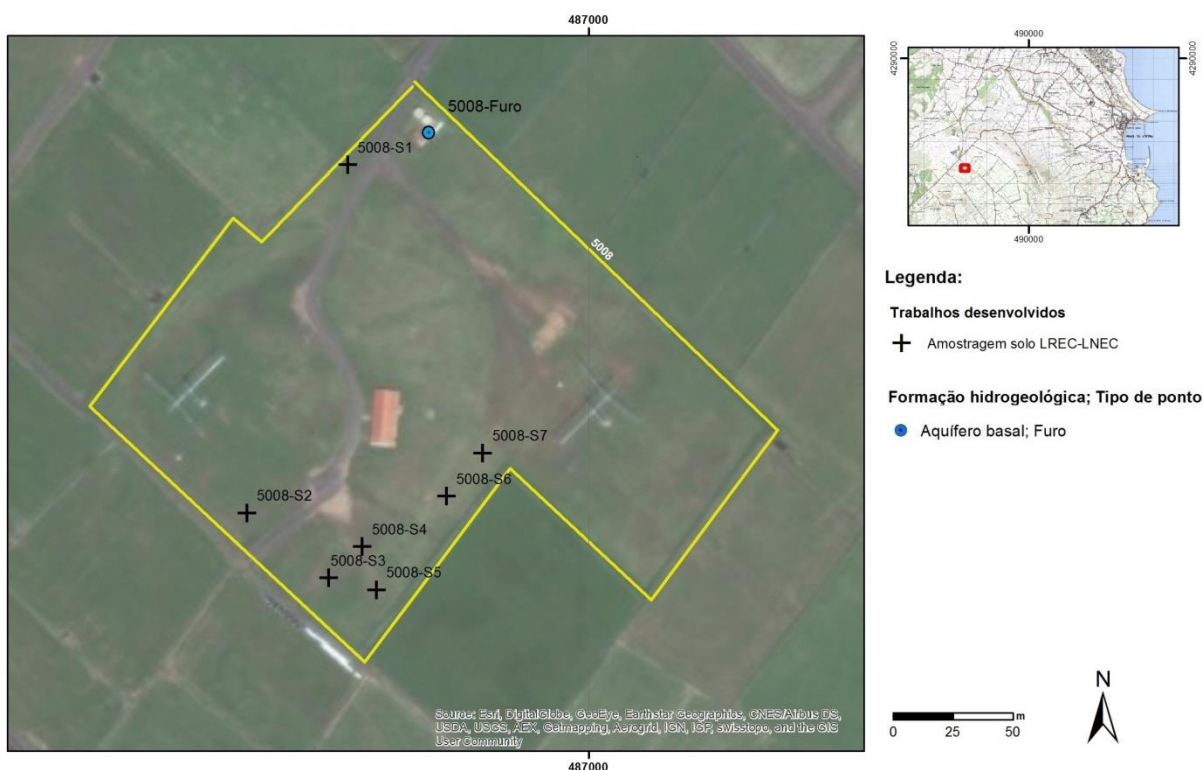 487000
5008-Furo
5008-S1
5008
5008-S7
5008-S6
5008-S2
5008-S4
5008-S3
5008-S5
Source: Esri, DigitalGlobe, GeoEye, Earthstar Geographics, CNES/Airbus DS,
USDA, USGS, AEX, Getmapping, Aerogrid, IGN, IGP, swisstopo, and the GIS
User Community
487000
490000
4290000
4290000
490000
Legenda:
Trabalhos desenvolvidos
Amostragem solo LREC-LNEC
Formação hidrogeológica; Tipo de ponto
Aquífero basal; Furo
N
m
0 25 50